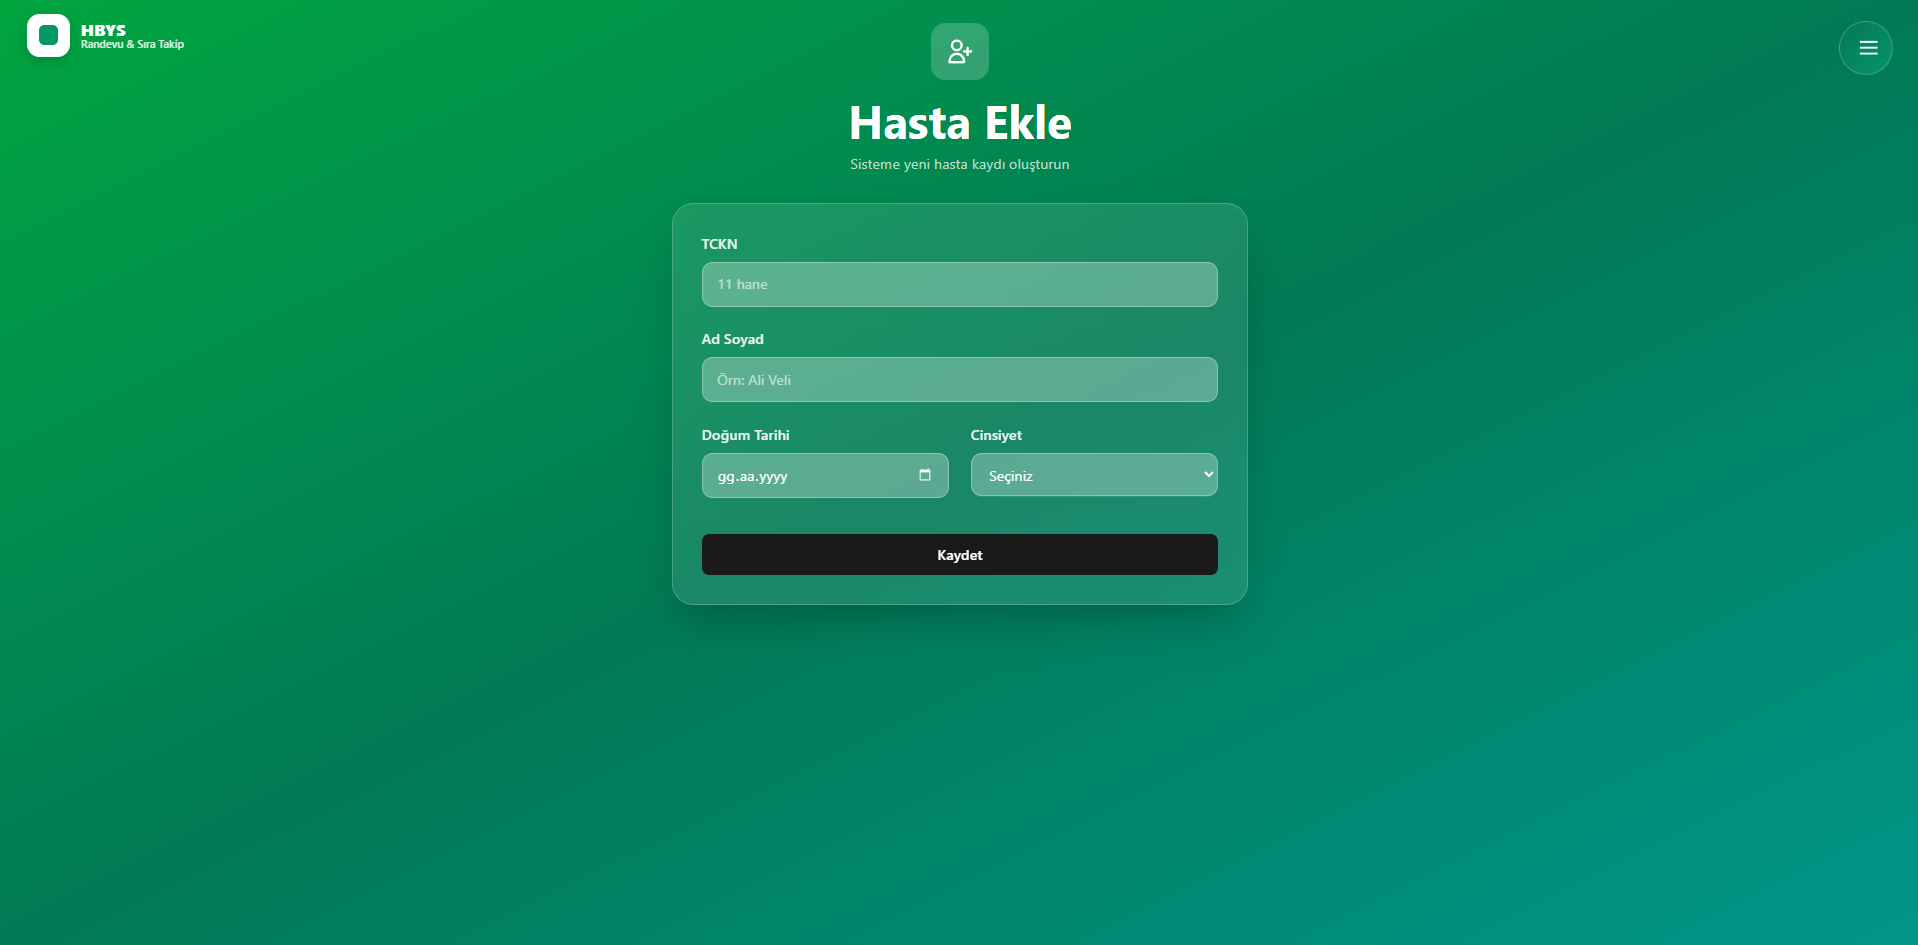 HBYS
Randevu & Sıra Takip
Hasta Ekle
Sisteme yeni hasta kaydı oluşturun
TCKN
11 hane
Ad Soyad
Örn: Ali Veli
Doğum Tarihi
Cinsiyet
gg.aa.yyyy
Seçiniz
Kaydet